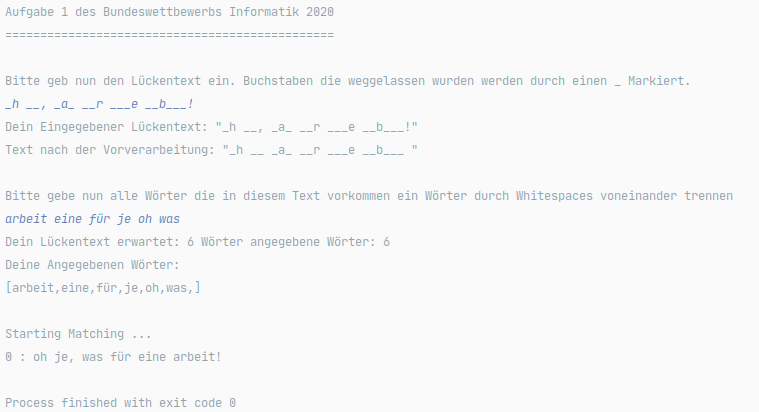 Aufgabe 1 des Bundeswettbewerbs Informatik 2020
===============================================
Bitte geb nun den Lückentext ein. Buchstaben die weggelassen wurden werden durch einen _ Markiert.
_h __, _a_ __r ___e __b___!
Dein Eingegebener Lückentext: "_h __, _a_ __r ___e __b___!"
Text nach der Vorverarbeitung: "_h __ _a_ __r ___e __b___ "
Bitte gebe nun alle Wörter die in diesem Text vorkommen ein Wörter durch Whitespaces voneinander trennen
arbeit eine für je oh was
Dein Lückentext erwartet: 6 Wörter angegebene Wörter: 6
Deine Angegebenen Wörter:
[arbeit,eine,für,je,oh,was,]
Starting Matching ...
0 : oh je, was für eine arbeit!
Process finished with exit code 0